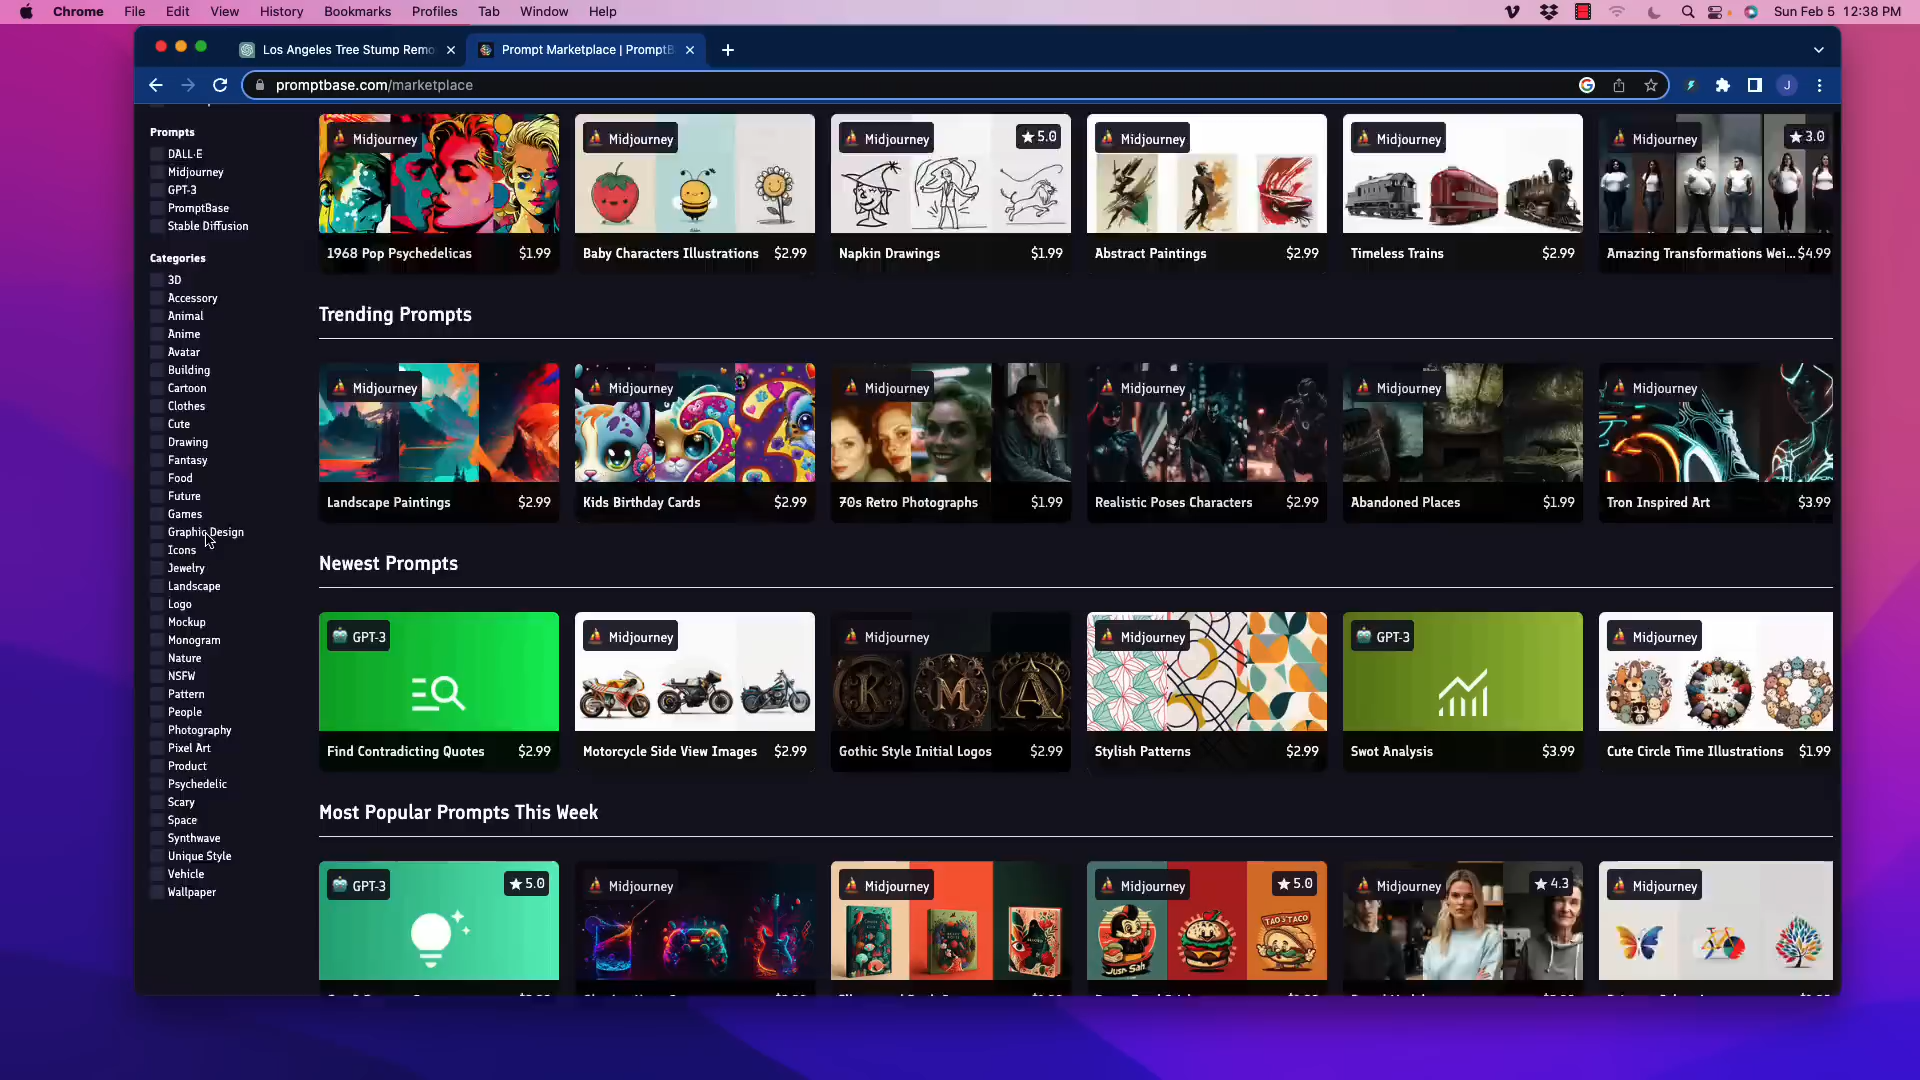 Chrome File Edit View History Bookmarks Profiles Tab Window Help Sun Feb 5 12:38 PM
Los Angeles Tree Stump Remo Prompt Marketplace | PromptB
promptbase.com/marketplace
J
Prompts
DALL·E
Midjourney
GPT-3
PromptBase
Stable Diffusion
Categories
3D
Accessory
Animal
Anime
Avatar
Building
Cartoon
Clothes
Cute
Drawing
Fantasy
Food
Future
Games
Graphic Design
Icons
Jewelry
Landscape
Logo
Mockup
Monogram
Nature
NSFW
Pattern
People
Photography
Pixel Art
Product
Psychedelic
Scary
Space
Synthwave
Unique Style
Vehicle
Wallpaper
Midjourney Midjourney Midjourney 5.0 Midjourney Midjourney Midjourney 3.0
1968 Pop Psychedelicas $1.99 Baby Characters Illustrations $2.99 Napkin Drawings $1.99 Abstract Paintings $2.99 Timeless Trains $2.99 Amazing Transformations Wei... $4.99
Trending Prompts
Midjourney Midjourney Midjourney Midjourney Midjourney Midjourney
Landscape Paintings $2.99 Kids Birthday Cards $2.99 70s Retro Photographs $1.99 Realistic Poses Characters $2.99 Abandoned Places $1.99 Tron Inspired Art $3.99
Newest Prompts
GPT-3 Midjourney Midjourney Midjourney GPT-3 Midjourney
K M A
Find Contradicting Quotes $2.99 Motorcycle Side View Images $2.99 Gothic Style Initial Logos $2.99 Stylish Patterns $2.99 Swot Analysis $3.99 Cute Circle Time Illustrations $1.99
Most Popular Prompts This Week
GPT-3 5.0 Midjourney Midjourney Midjourney 5.0 Midjourney 4.3 Midjourney